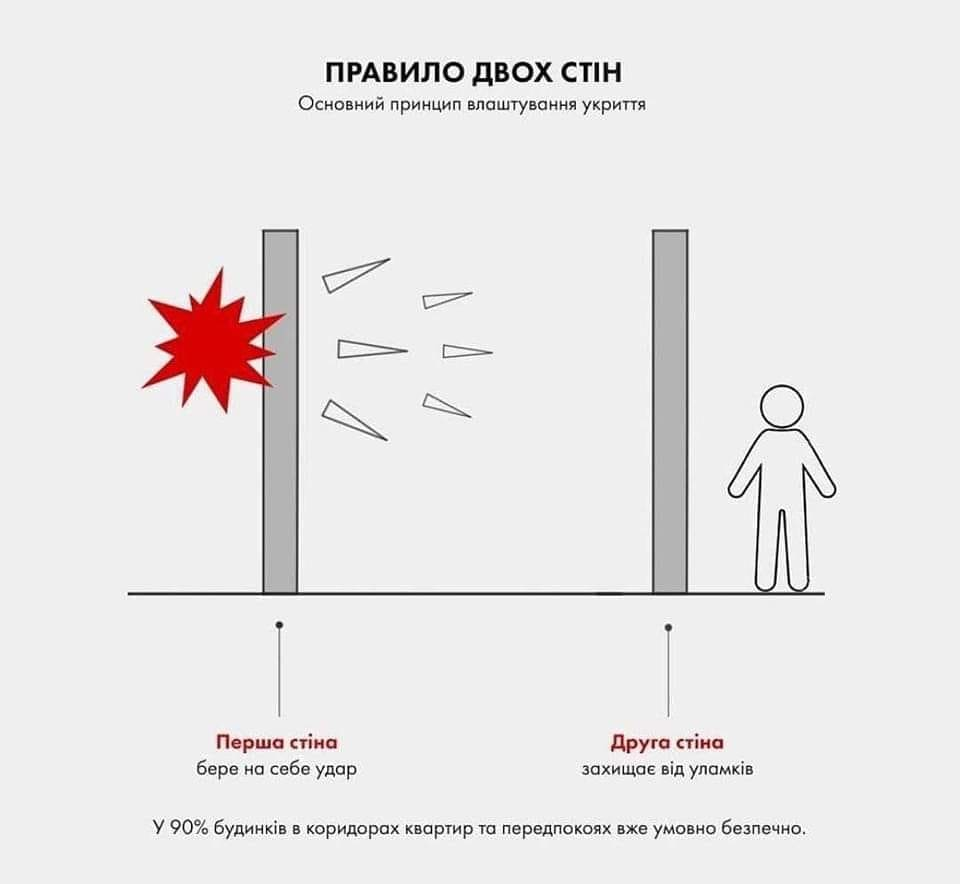 ПРАВИЛО ДВОХ СТІН
Основний принцип влаштування укриття
Перша стіна
бере на себе удар
Друга стіна
захищає від уламків
У 90% будинків в коридорах квартир та передпокоях вже умовно безпечно.